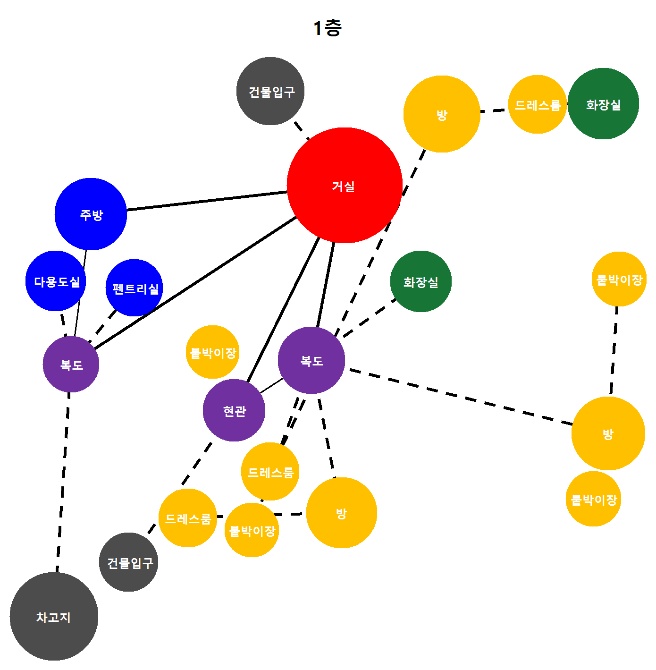 1층
건물입구
방
드레스룸
화장실
거실
주방
다용도실
펜트리실
화장실
붙박이장
복도
붙박이장
복도
현관
방
드레스룸
붙박이장
드레스룸
붙박이장
방
건물입구
차고지